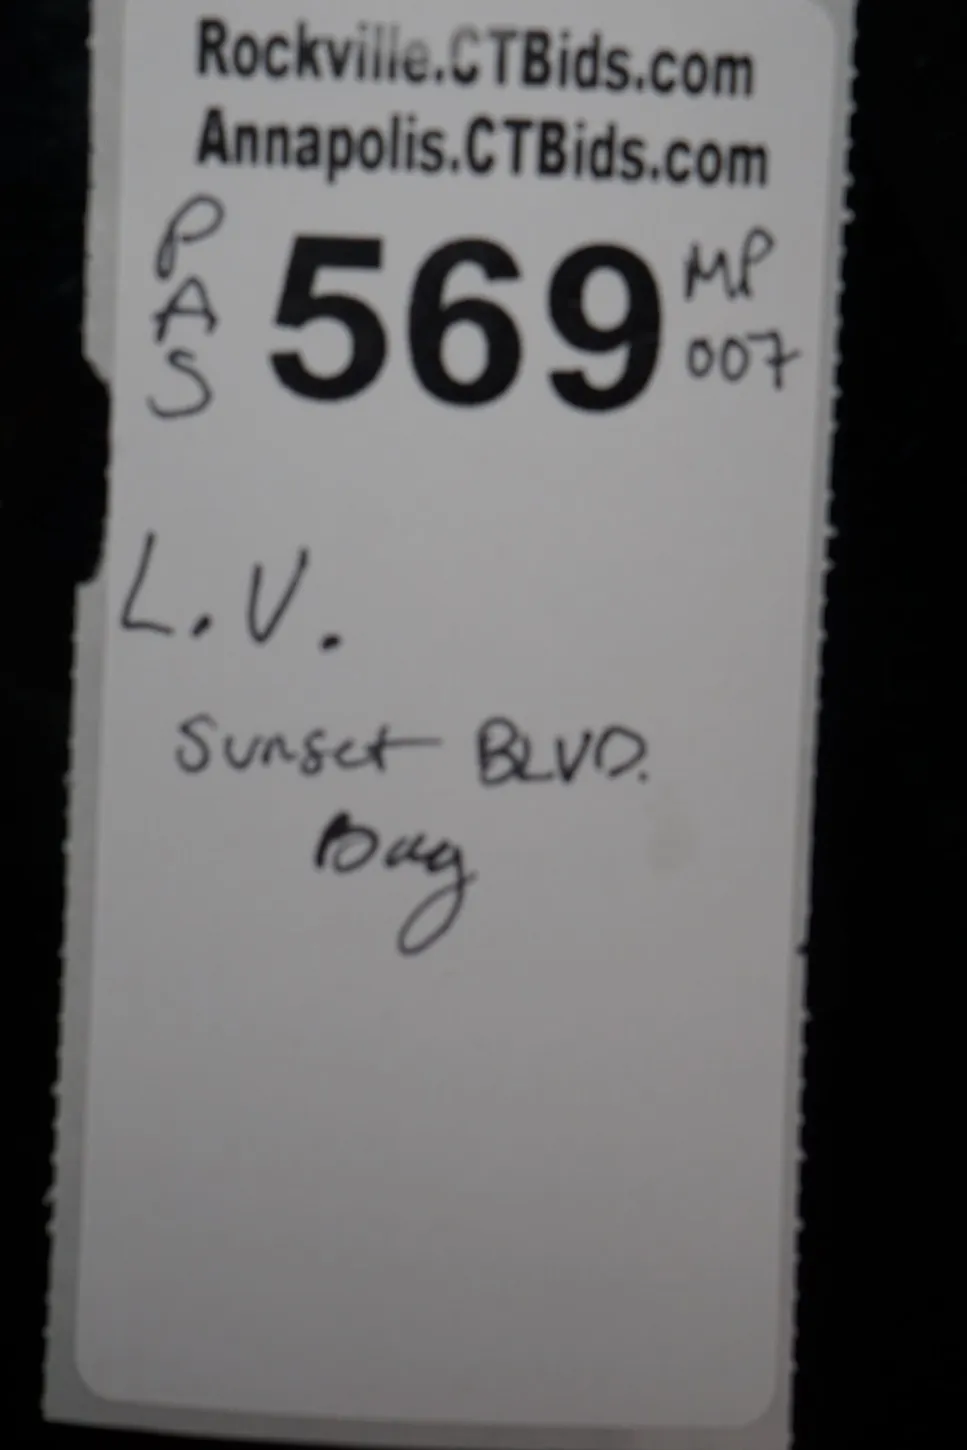 Rockville.CTBids.com
Annapolis.CTBids.com
PAS 569 MP
007
L.V.
Sunset BLVD.
Bag